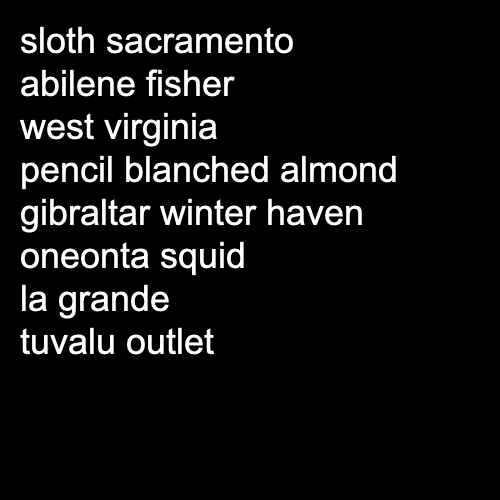 sloth sacramento
abilene fisher
west virginia
pencil blanched almond
gibraltar winter haven
oneonta squid
la grande
tuvalu outlet